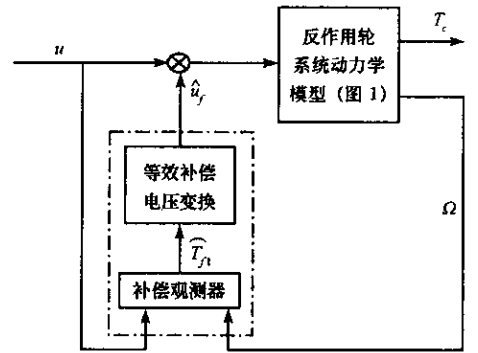 u
T_c
反作用轮
系统动力学
模型（图 1）
û_f
等效补偿
电压变换
Ω
T̂_{ft}
补偿观测器